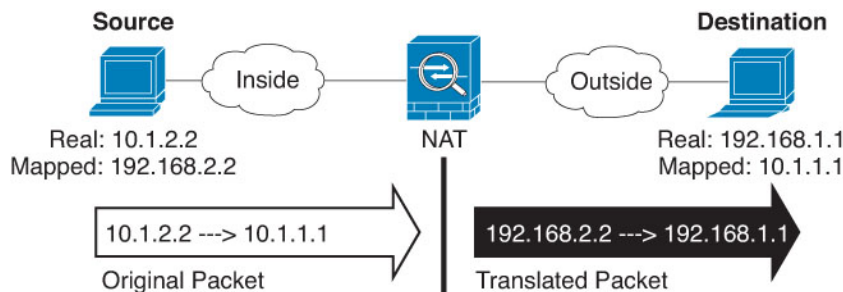 Source
Destination
Inside
Outside
Real: 10.1.2.2
NAT
Real: 192.168.1.1
Mapped: 192.168.2.2
Mapped: 10.1.1.1
10.1.2.2 ---> 10.1.1.1
192.168.2.2 ---> 192.168.1.1
Original Packet
Translated Packet